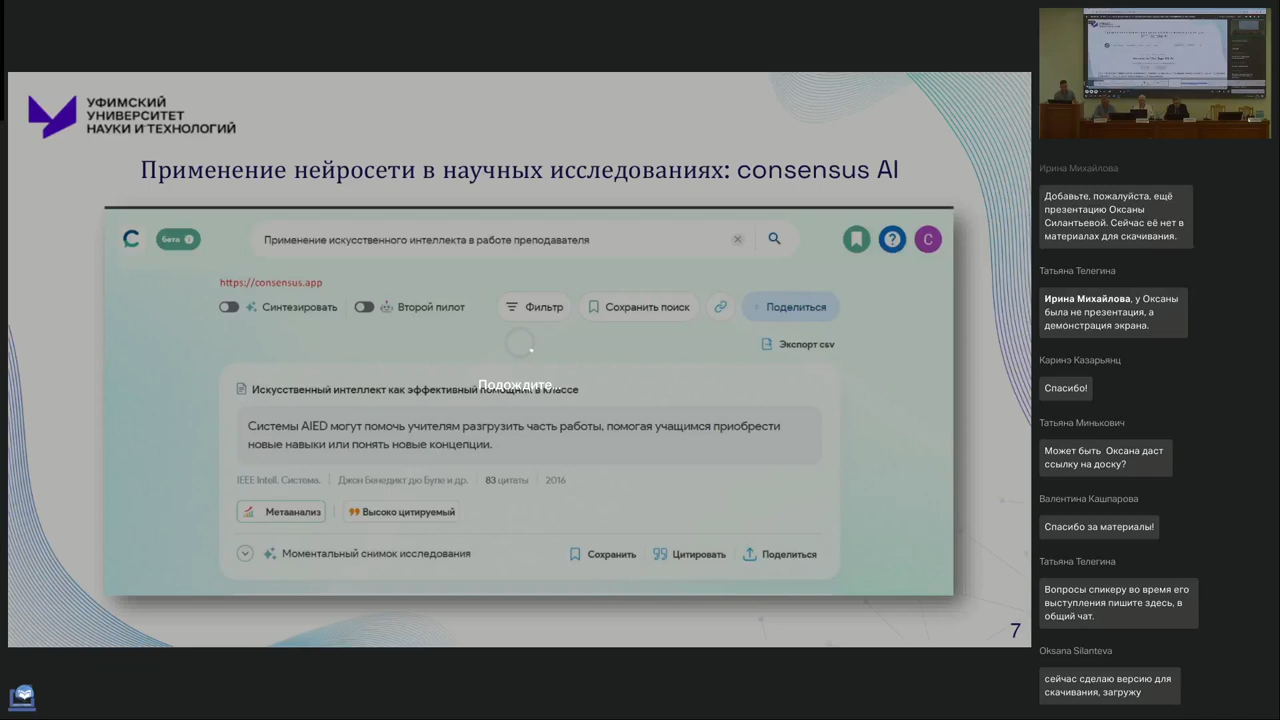 УФИМСКИЙ
УНИВЕРСИТЕТ
НАУКИ И ТЕХНОЛОГИЙ
Применение нейросети в научных исследованиях: consensus AI
бета
Применение искусственного интеллекта в работе преподавателя
C
https://consensus.app
Синтезировать
Второй пилот
Фильтр
Сохранить поиск
Поделиться
Экспорт csv
Подождите...
Искусственный интеллект как эффективный помощник в классе
Системы AIED могут помочь учителям разгрузить часть работы, помогая учащимся приобрести
новые навыки или понять новые концепции.
IEEE Intell. Система.
Джон Бенедикт дю Буле и др.
83 цитаты
2016
Метаанализ
Высоко цитируемый
Моментальный снимок исследования
Сохранить
Цитировать
Поделиться
7
Ирина Михайлова
Добавьте, пожалуйста, ещё
презентацию Оксаны
Силантьевой. Сейчас её нет в
материалах для скачивания.
Татьяна Телегина
Ирина Михайлова, у Оксаны
была не презентация, а
демонстрация экрана.
Каринэ Казарьянц
Спасибо!
Татьяна Минькович
Может быть Оксана даст
ссылку на доску?
Валентина Кашпарова
Спасибо за материалы!
Татьяна Телегина
Вопросы спикеру во время его
выступления пишите здесь, в
общий чат.
Oksana Silanteva
сейчас сделаю версию для
скачивания, загружу